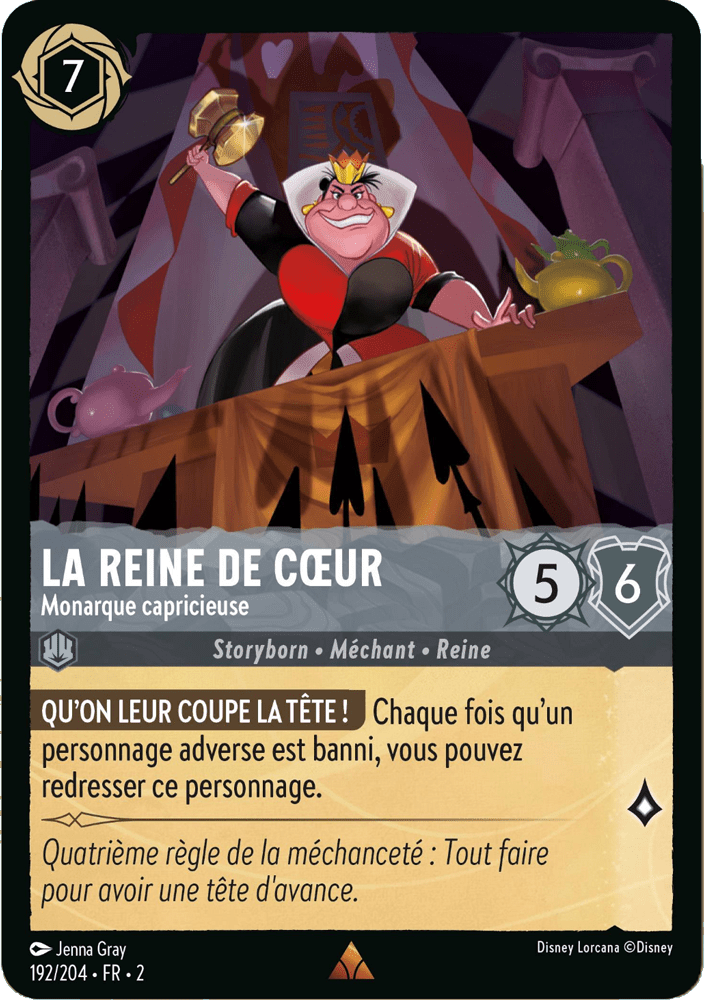 7
LA REINE DE CŒUR
Monarque capricieuse
5
6
Storyborn • Méchant • Reine
QU'ON LEUR COUPE LA TÊTE ! Chaque fois qu'un
personnage adverse est banni, vous pouvez
redresser ce personnage.
Quatrième règle de la méchanceté : Tout faire
pour avoir une tête d'avance.
Jenna Gray
Disney Lorcana ©Disney
192/204 • FR • 2